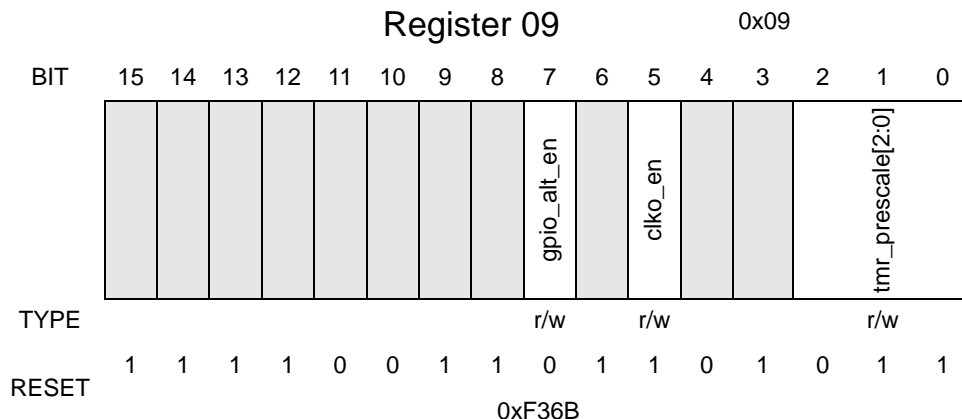 Register 09 0x09
BIT 15 14 13 12 11 10 9 8 7 6 5 4 3 2 1 0
gpio_alt_en
clko_en
tmr_prescale[2:0]
TYPE r/w r/w r/w
RESET 1 1 1 1 0 0 1 1 0 1 1 0 1 0 1 1
0xF36B